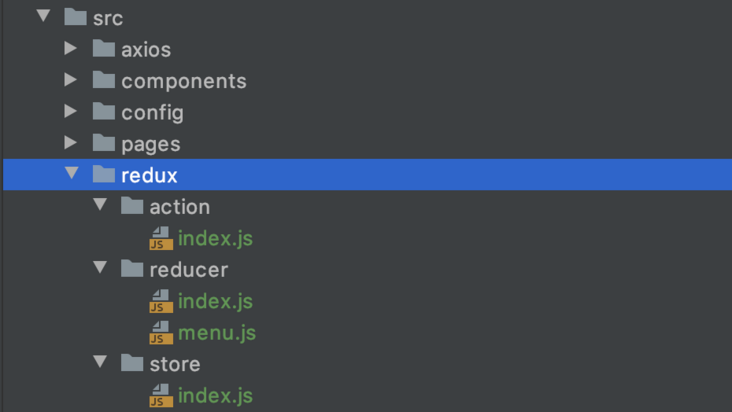 src
axios
components
config
pages
redux
action
JS index.js
reducer
JS index.js
JS menu.js
store
JS index.js